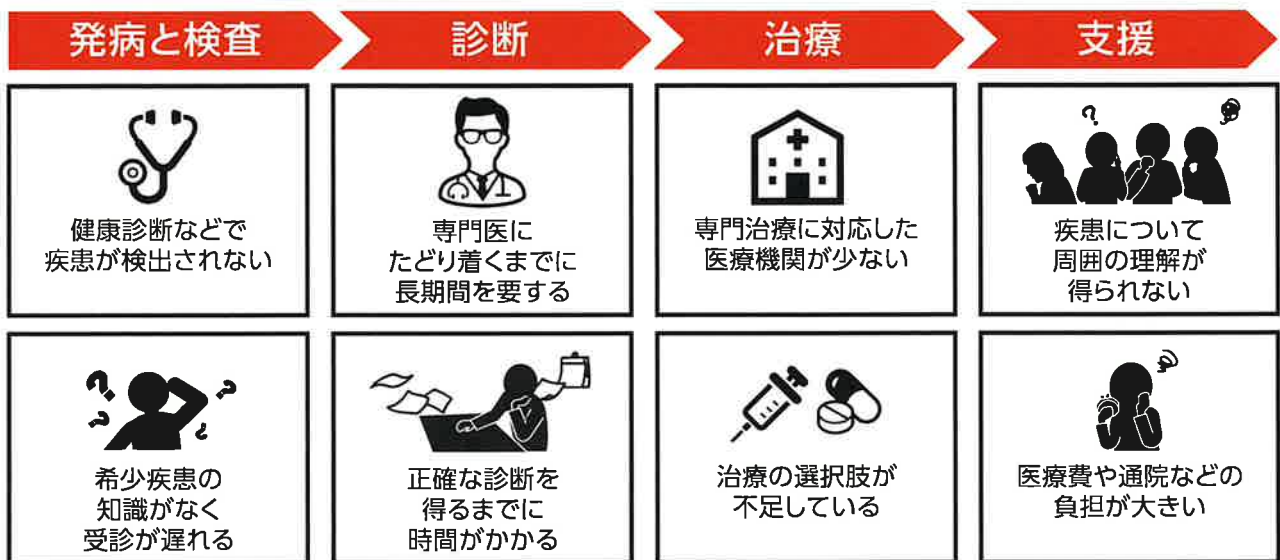 発病と検査
診断
治療
支援
健康診断などで
疾患が検出されない
専門医に
たどり着くまでに
長期間を要する
専門治療に対応した
医療機関が少ない
疾患について
周囲の理解が
得られない
希少疾患の
知識がなく
受診が遅れる
正確な診断を
得るまでに
時間がかかる
治療の選択肢が
不足している
医療費や通院などの
負担が大きい